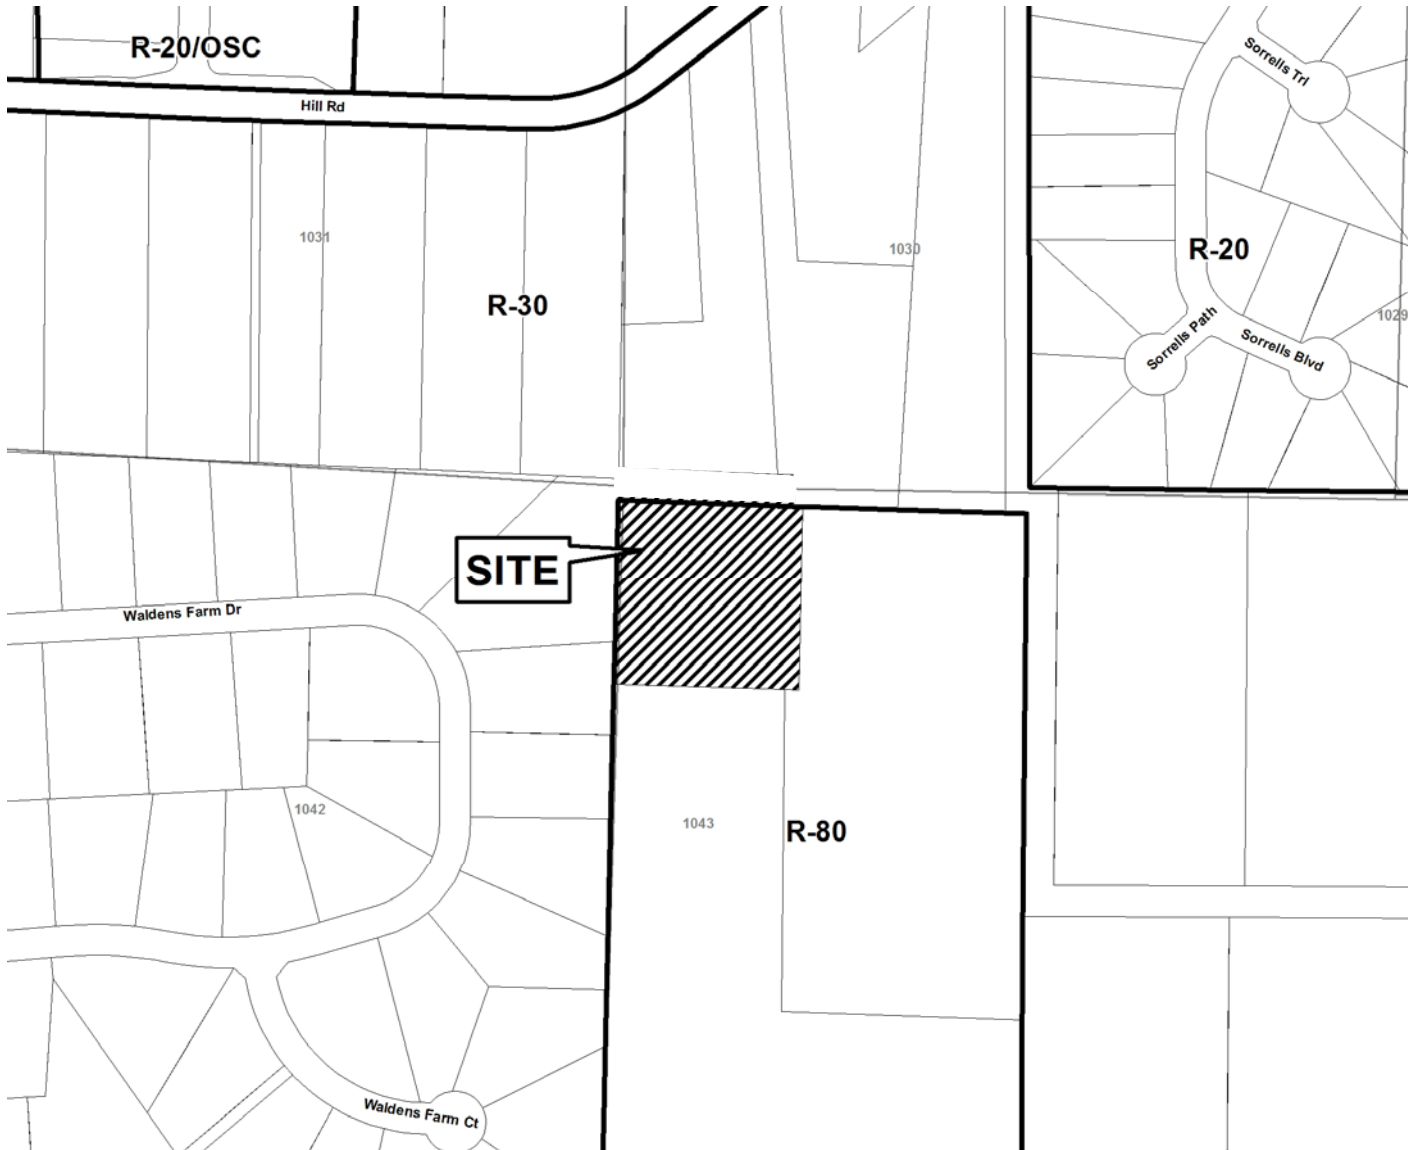 R-20/OSC
Sorrells Trl
Hill Rd
1031
1030
R-20
R-30
1029
Sorrells Path
Sorrells Blvd
SITE
Waldens Farm Dr
1042
1043
R-80
Waldens Farm Ct